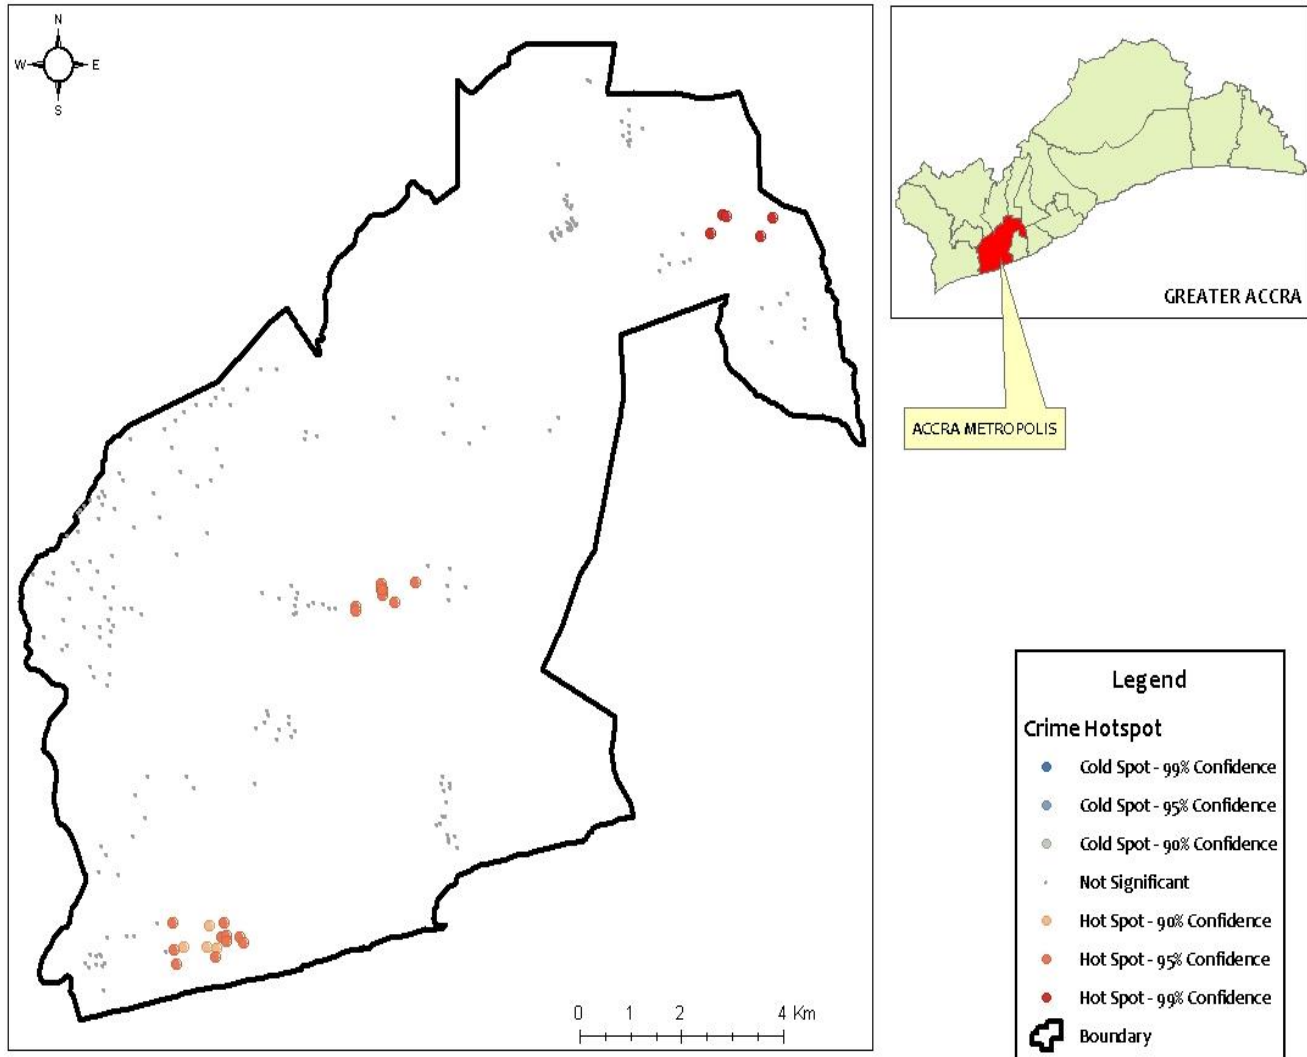 N
W E
S
GREATER ACCRA
ACCRA METROPOLIS
0 1 2 4 Km
Legend
Crime Hotspot
Cold Spot - 99% Confidence
Cold Spot - 95% Confidence
Cold Spot - 90% Confidence
Not Significant
Hot Spot - 90% Confidence
Hot Spot - 95% Confidence
Hot Spot - 99% Confidence
Boundary